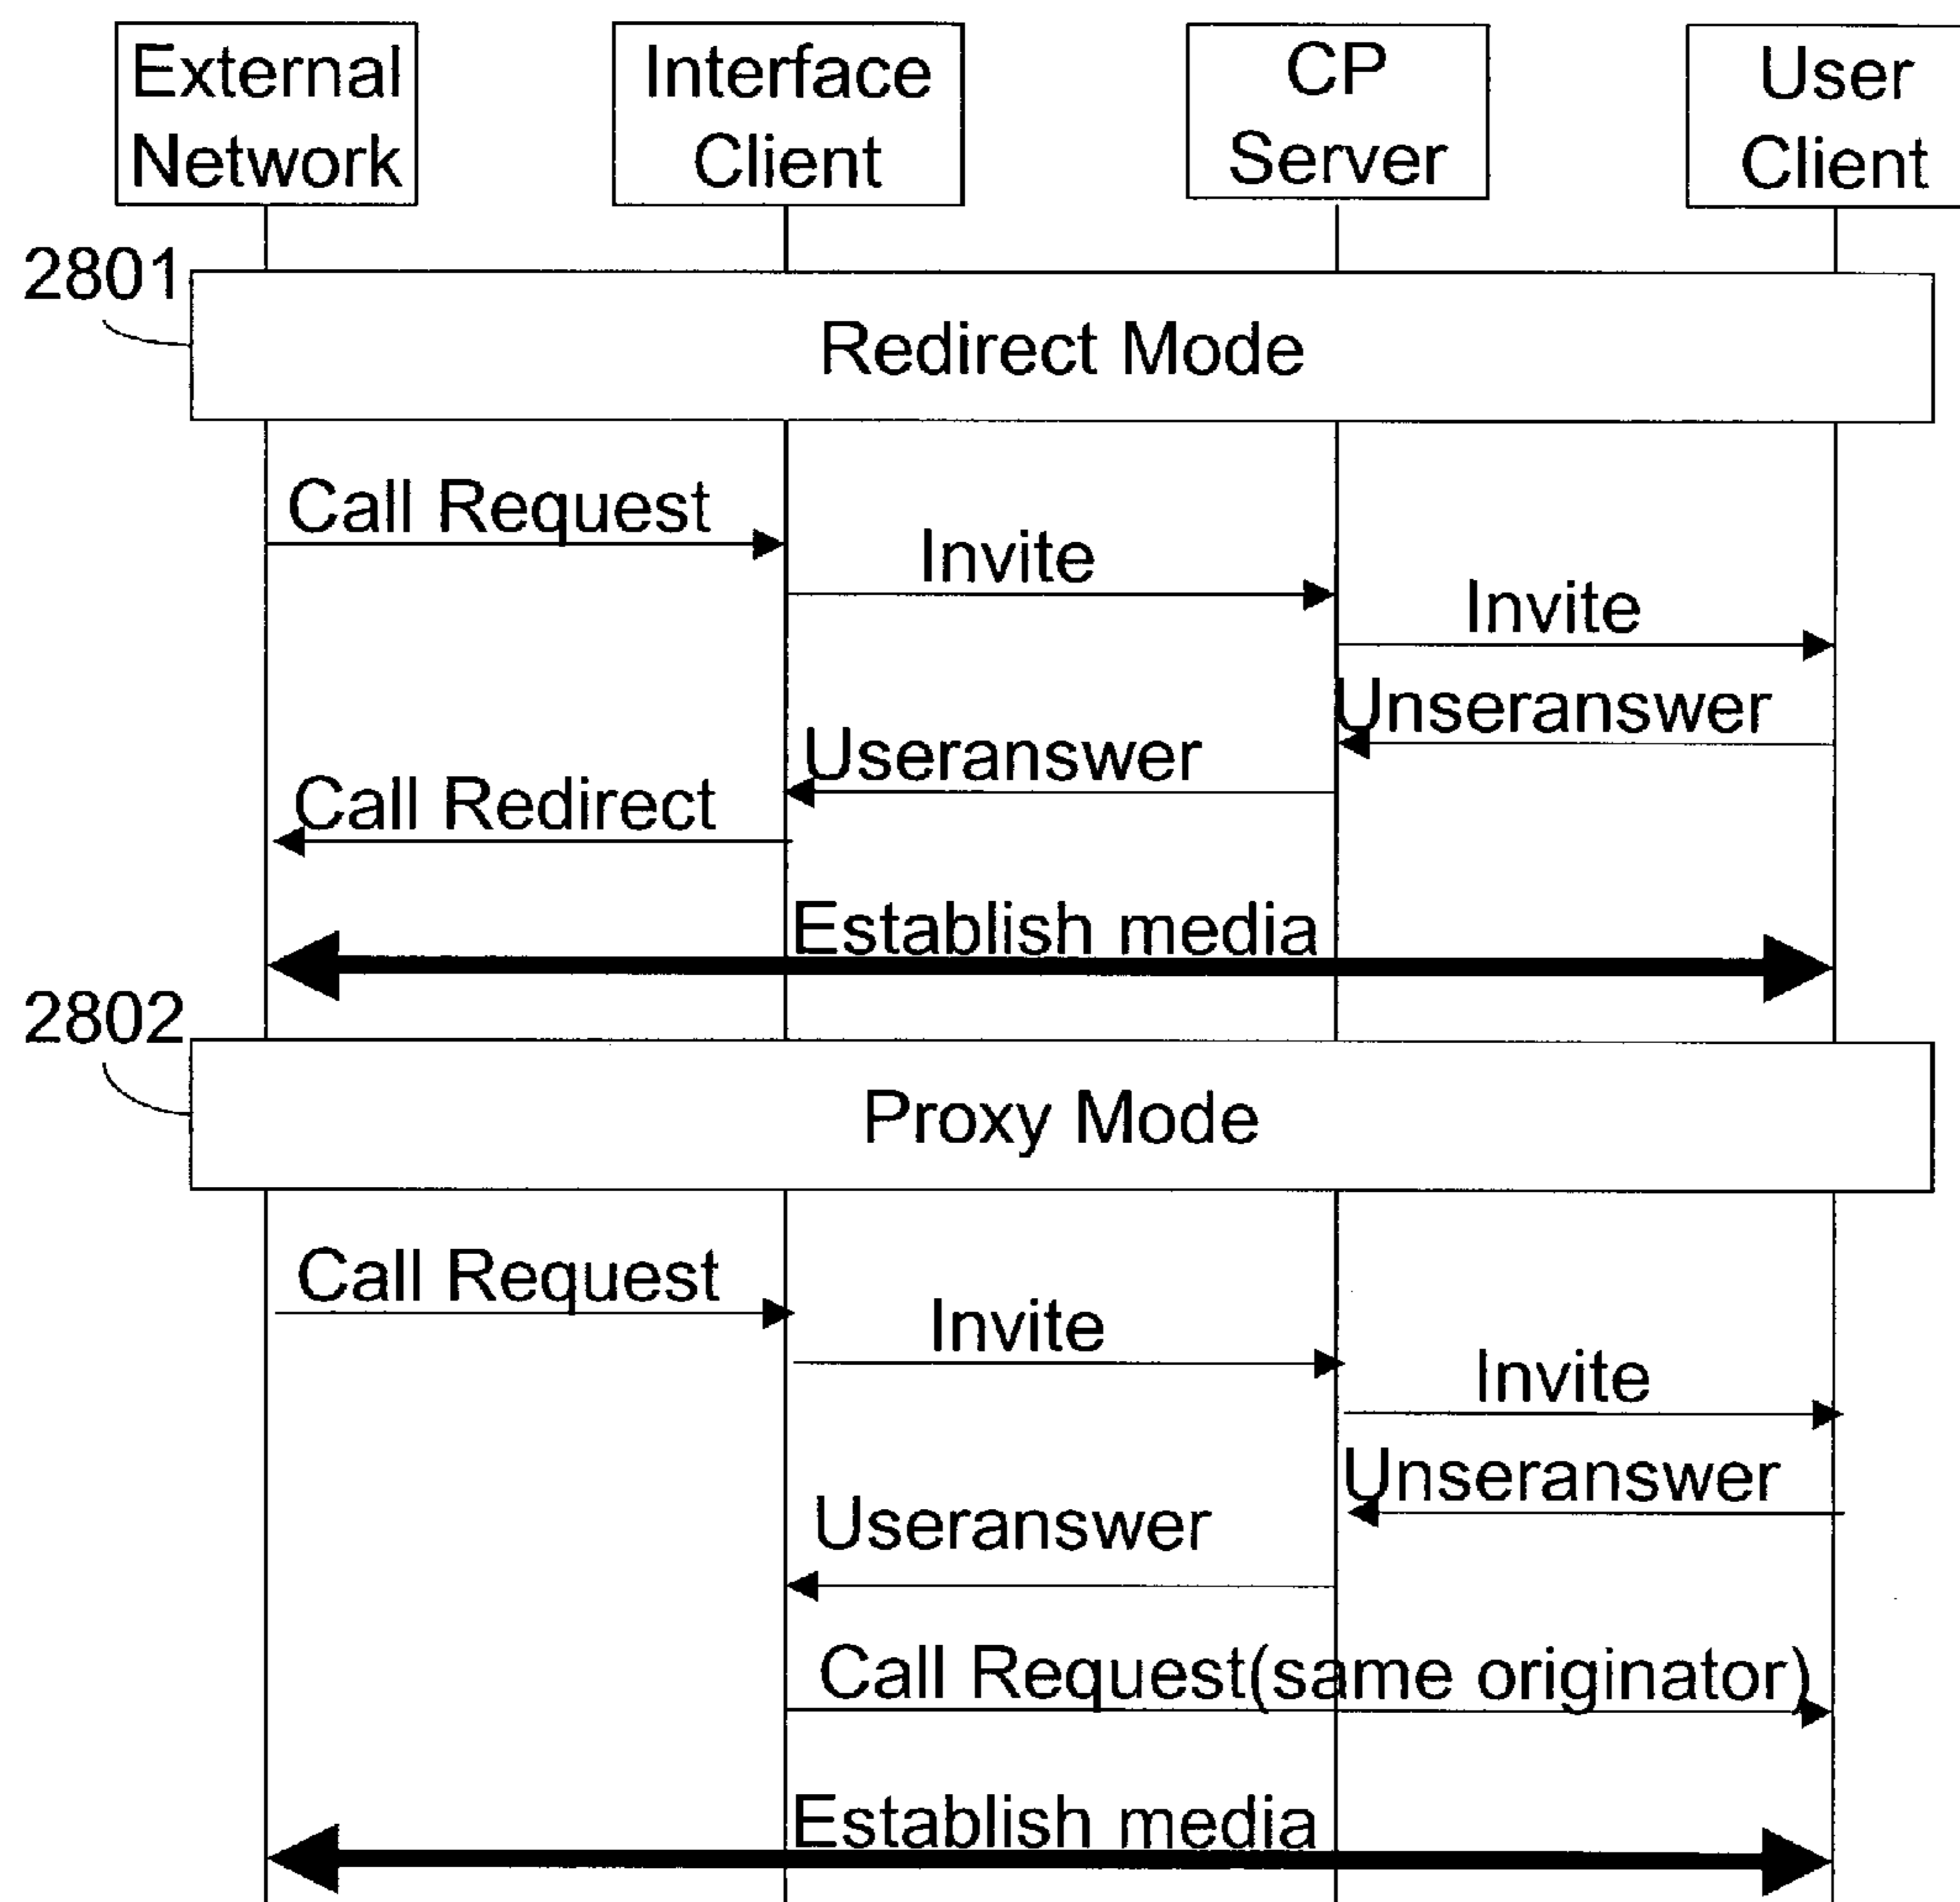 External
Network
Interface
Client
CP
Server
User
Client
2801
Redirect Mode
Call Request
Invite
Invite
Unseranswer
Useranswer
Call Redirect
Establish media
2802
Proxy Mode
Call Request
Invite
Invite
Unseranswer
Useranswer
Call Request(same originator)
Establish media